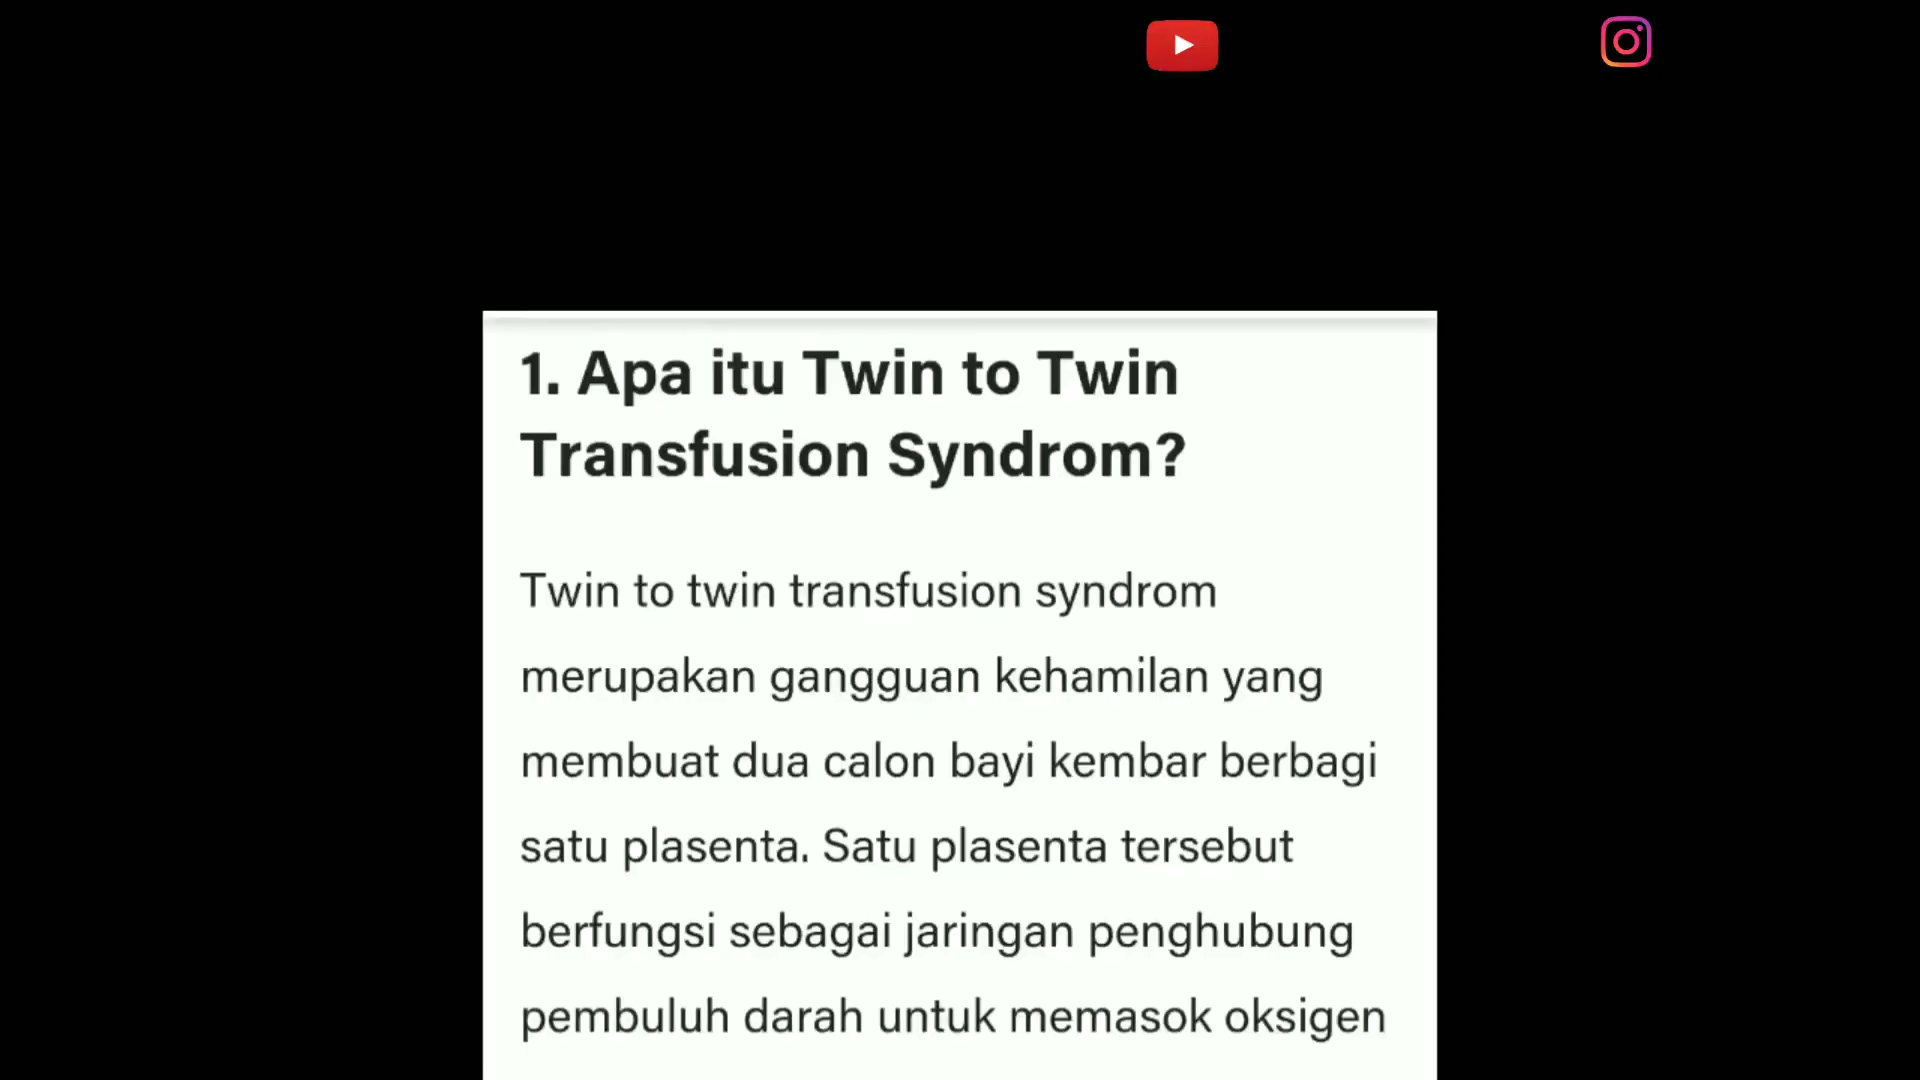 1. Apa itu Twin to Twin
Transfusion Syndrom?
Twin to twin transfusion syndrom
merupakan gangguan kehamilan yang
membuat dua calon bayi kembar berbagi
satu plasenta. Satu plasenta tersebut
berfungsi sebagai jaringan penghubung
pembuluh darah untuk memasok oksigen